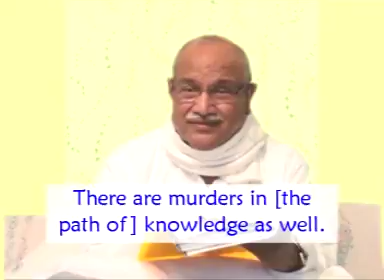 There are murders in [the
path of] knowledge as well.